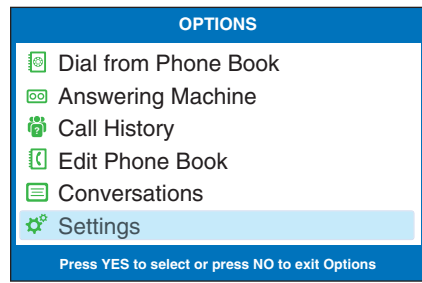 OPTIONS
Dial from Phone Book
Answering Machine
Call History
Edit Phone Book
Conversations
Settings
Press YES to select or press NO to exit Options